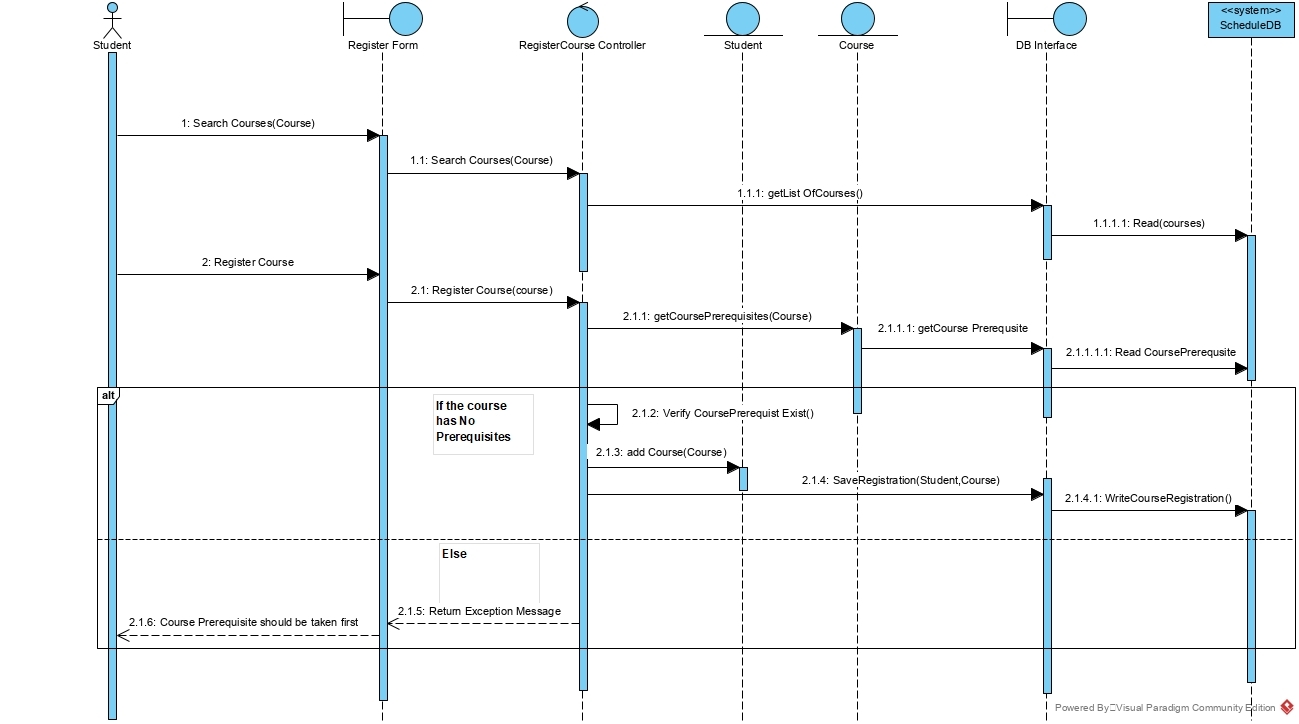 <<system>>
ScheduleDB
Student
Register Form
RegisterCourse Controller
Student
Course
DB Interface
1: Search Courses(Course)
1.1: Search Courses(Course)
1.1.1: getList OfCourses()
1.1.1.1: Read(courses)
2: Register Course
2.1: Register Course(course)
2.1.1: getCoursePrerequisites(Course)
2.1.1.1: getCourse Prerequsite
2.1.1.1.1: Read CoursePrerequsite
alt
If the course
has No
Prerequisites
2.1.2: Verify CoursePrerequist Exist()
2.1.3: add Course(Course)
2.1.4: SaveRegistration(Student,Course)
2.1.4.1: WriteCourseRegistration()
Else
2.1.5: Return Exception Message
2.1.6: Course Prerequisite should be taken first
Powered By Visual Paradigm Community Edition